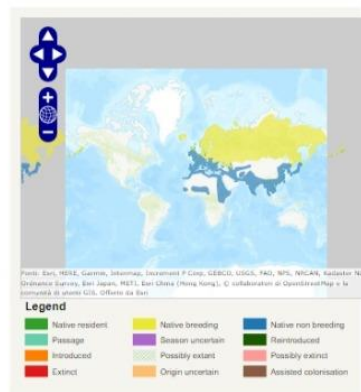 Fonti: Esri, HERE, Garmin, Intermap, increment P Corp., GEBCO, USGS, FAO, NPS, NRCAN, Kadaster NL,
Ordnance Survey, Esri Japan, METI, Esri China (Hong Kong), © collaboratori di OpenStreetMap e la
comunità di utenti GIS. Offerto da Esri
Legend
Native resident
Native breeding
Native non breeding
Passage
Season uncertain
Reintroduced
Introduced
Possibly extant
Possibly extinct
Extinct
Origin uncertain
Assisted colonisation